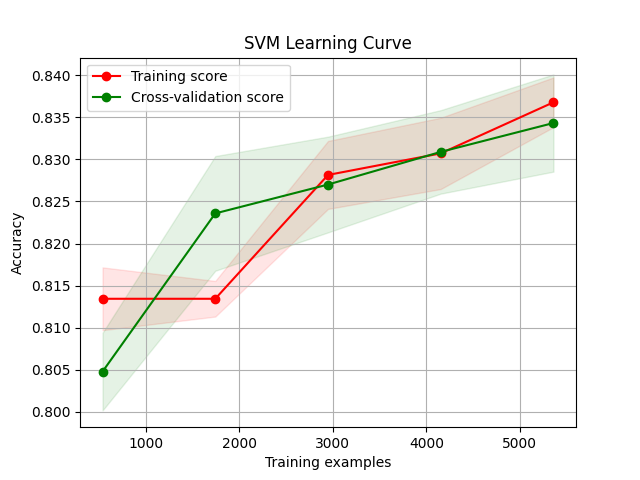 SVM Learning Curve
Training score
Cross-validation score
Accuracy
0.840
0.835
0.830
0.825
0.820
0.815
0.810
0.805
0.800
1000 2000 3000 4000 5000
Training examples